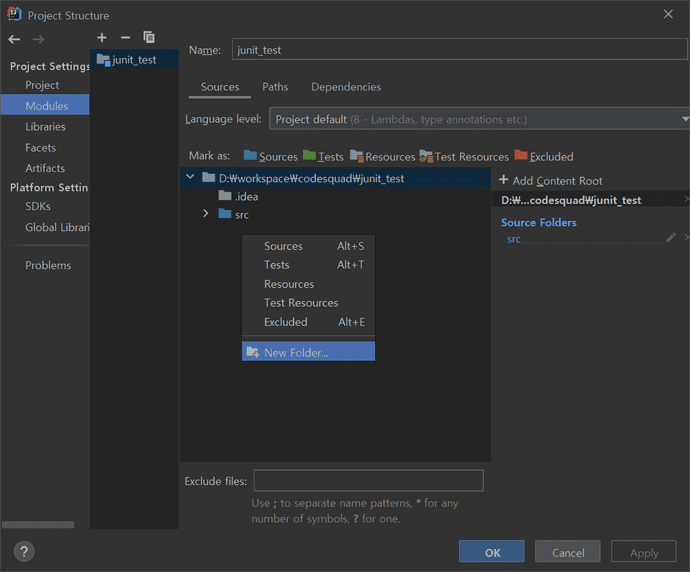 Project Structure
Project Settings
Project
Modules
Libraries
Facets
Artifacts
Platform Settin
SDKs
Global Librari
Problems
junit_test
Name: junit_test
Sources Paths Dependencies
Language level: Project default (8 - Lambdas, type annotations etc.)
Mark as: Sources Tests Resources Test Resources Excluded
D:₩workspace₩codesquad₩junit_test
.idea
src
Sources Alt+S
Tests Alt+T
Resources
Test Resources
Excluded Alt+E
New Folder...
+ Add Content Root
D:₩...codesquad₩junit_test
Source Folders
src
Exclude files:
Use ; to separate name patterns, * for any
number of symbols, ? for one.
?
OK Cancel Apply